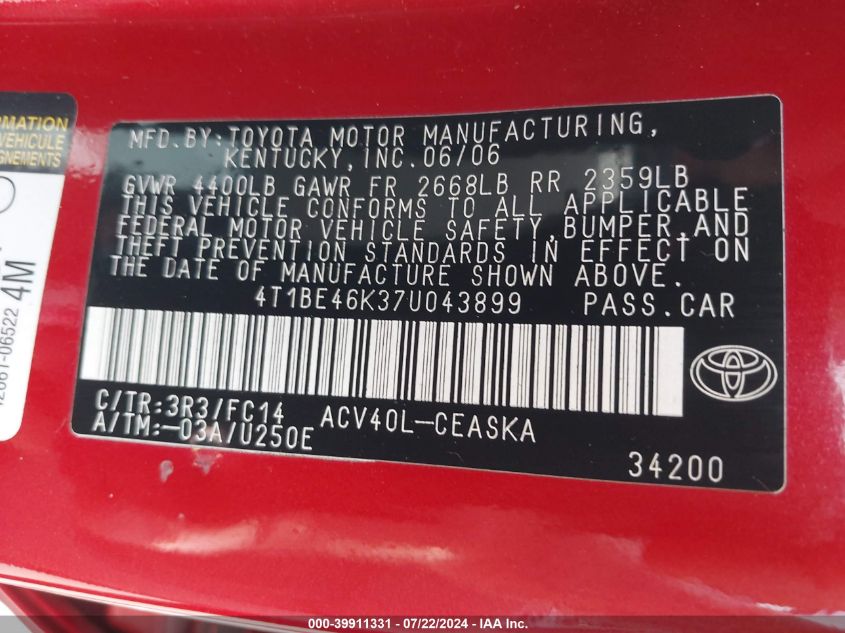 MFD.BY:TOYOTA MOTOR MANUFACTURING,
KENTUCKY, INC. 06/06
GVWR 4400LB GAWR FR 2668LB RR 2359LB
THIS VEHICLE CONFORMS TO ALL APPLICABLE
FEDERAL MOTOR VEHICLE SAFETY, BUMPER, AND
THEFT PREVENTION STANDARDS IN EFFECT ON
THE DATE OF MANUFACTURE SHOWN ABOVE.
4T1BE46K37U043899 PASS.CAR
C/TR:3R3/FC14 ACV40L-CEASKA
A/TM:-03A/U250E
34200
VEHICULE
4M
000-39911331 - 07/22/2024 - IAAI.COM